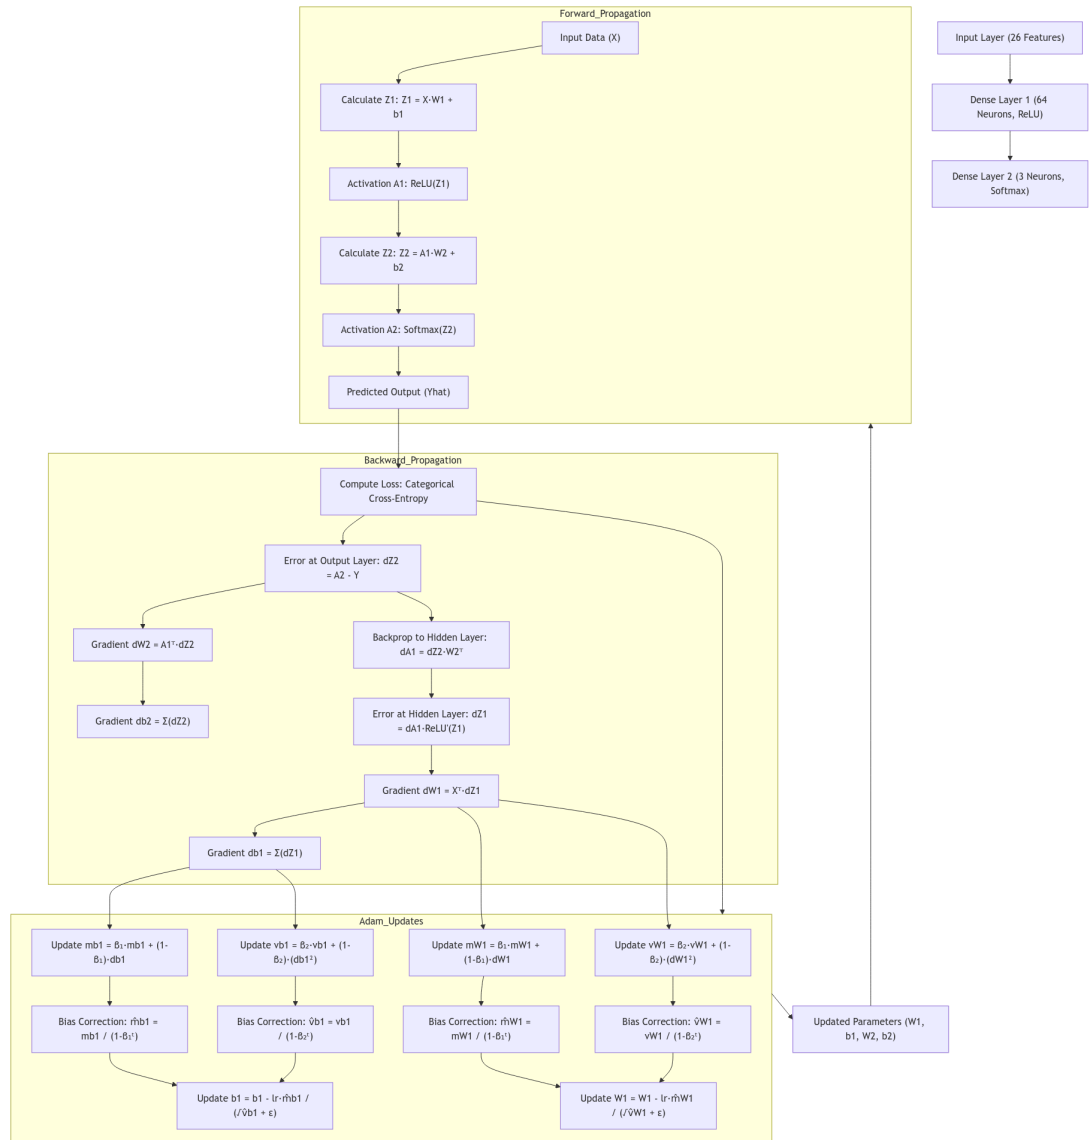 Forward_Propagation
Input Data (X)
Calculate Z1: Z1 = X·W1 +
b1
Activation A1: ReLU(Z1)
Calculate Z2: Z2 = A1·W2 +
b2
Activation A2: Softmax(Z2)
Predicted Output (Yhat)
Input Layer (26 Features)
Dense Layer 1 (64
Neurons, ReLU)
Dense Layer 2 (3 Neurons,
Softmax)
Backward_Propagation
Compute Loss: Categorical
Cross-Entropy
Error at Output Layer: dZ2
= A2 - Y
Gradient dW2 = A1ᵀ·dZ2
Gradient db2 = Σ(dZ2)
Backprop to Hidden Layer:
dA1 = dZ2·W2ᵀ
Error at Hidden Layer: dZ1
= dA1·ReLU'(Z1)
Gradient dW1 = Xᵀ·dZ1
Gradient db1 = Σ(dZ1)
Adam_Updates
Update mb1 = β₁·mb1 + (1-
β₁)·db1
Update vb1 = β₂·vb1 + (1-
β₂)·(db1²)
Update mW1 = β₁·mW1 +
(1-β₁)·dW1
Update vW1 = β₂·vW1 + (1-
β₂)·(dW1²)
Bias Correction: m̂b1 =
mb1 / (1-β₁ᵗ)
Bias Correction: v̂b1 = vb1
/ (1-β₂ᵗ)
Bias Correction: m̂W1 =
mW1 / (1-β₁ᵗ)
Bias Correction: v̂W1 =
vW1 / (1-β₂ᵗ)
Update b1 = b1 - lr·m̂b1 /
(√v̂b1 + ε)
Update W1 = W1 - lr·m̂W1
/ (√v̂W1 + ε)
Updated Parameters (W1,
b1, W2, b2)